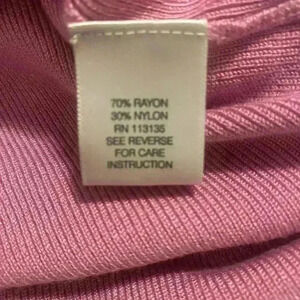 70% RAYON
30% NYLON
RN 113135
SEE REVERSE
FOR CARE
INSTRUCTION